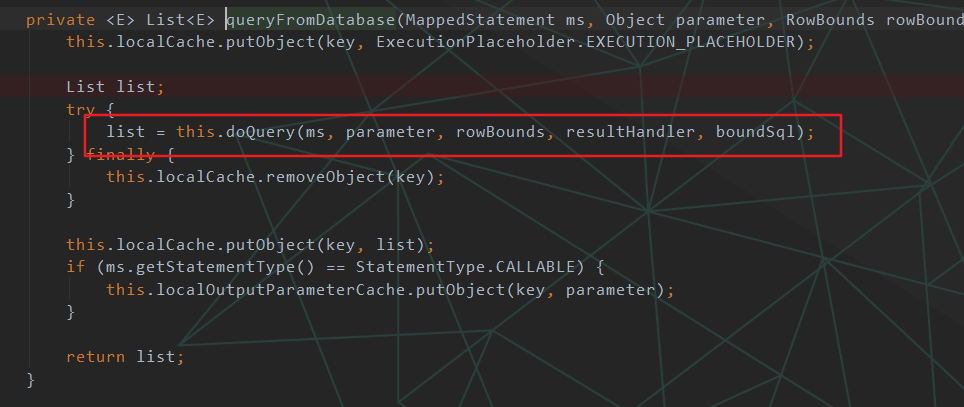 private <E> List<E> queryFromDatabase(MappedStatement ms, Object parameter, RowBounds rowBound
this.localCache.putObject(key, ExecutionPlaceholder.EXECUTION_PLACEHOLDER);
List list;
try {
list = this.doQuery(ms, parameter, rowBounds, resultHandler, boundSql);
} finally {
this.localCache.removeObject(key);
}
this.localCache.putObject(key, list);
if (ms.getStatementType() == StatementType.CALLABLE) {
this.localOutputParameterCache.putObject(key, parameter);
}
return list;
}